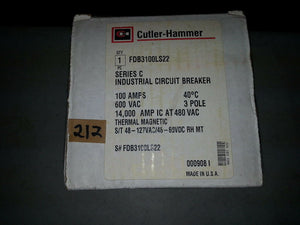 Cutler-Hammer
QTY
1
PC
FDB3100LS22
SERIES C
INDUSTRIAL CIRCUIT BREAKER
100 AMPS 40°C
600 VAC 3 POLE
14,000 AMP IC AT 480 VAC
THERMAL MAGNETIC
S/T 48-127VAC/48-60VDC RH MT
S# FDB3100LS22
000908 I
MADE IN U.S.A.
212